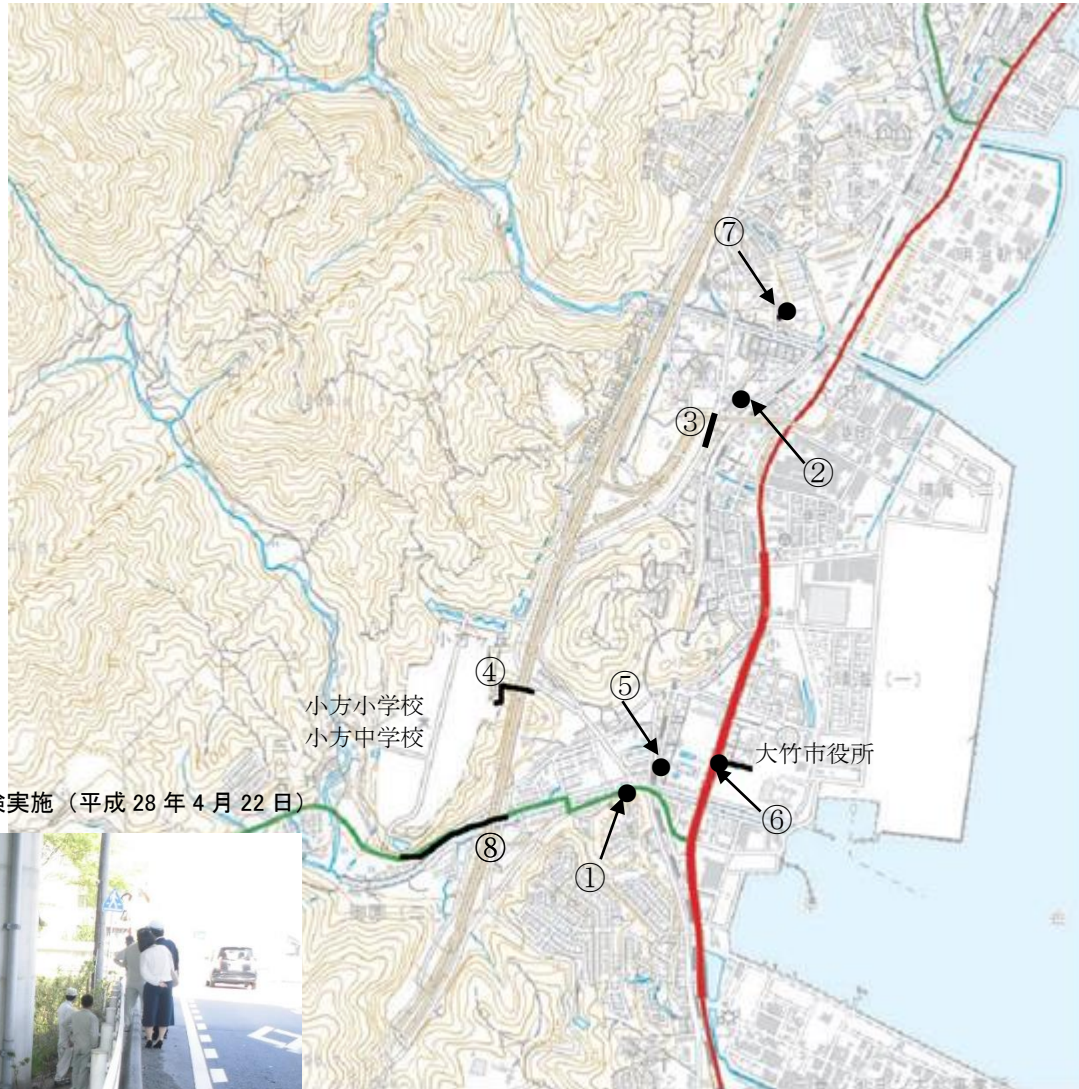 ⑦
③
②
④
小方小学校
小方中学校
⑤
大竹市役所
⑥
実施（平成 28 年 4 月 22 日）
⑧
①